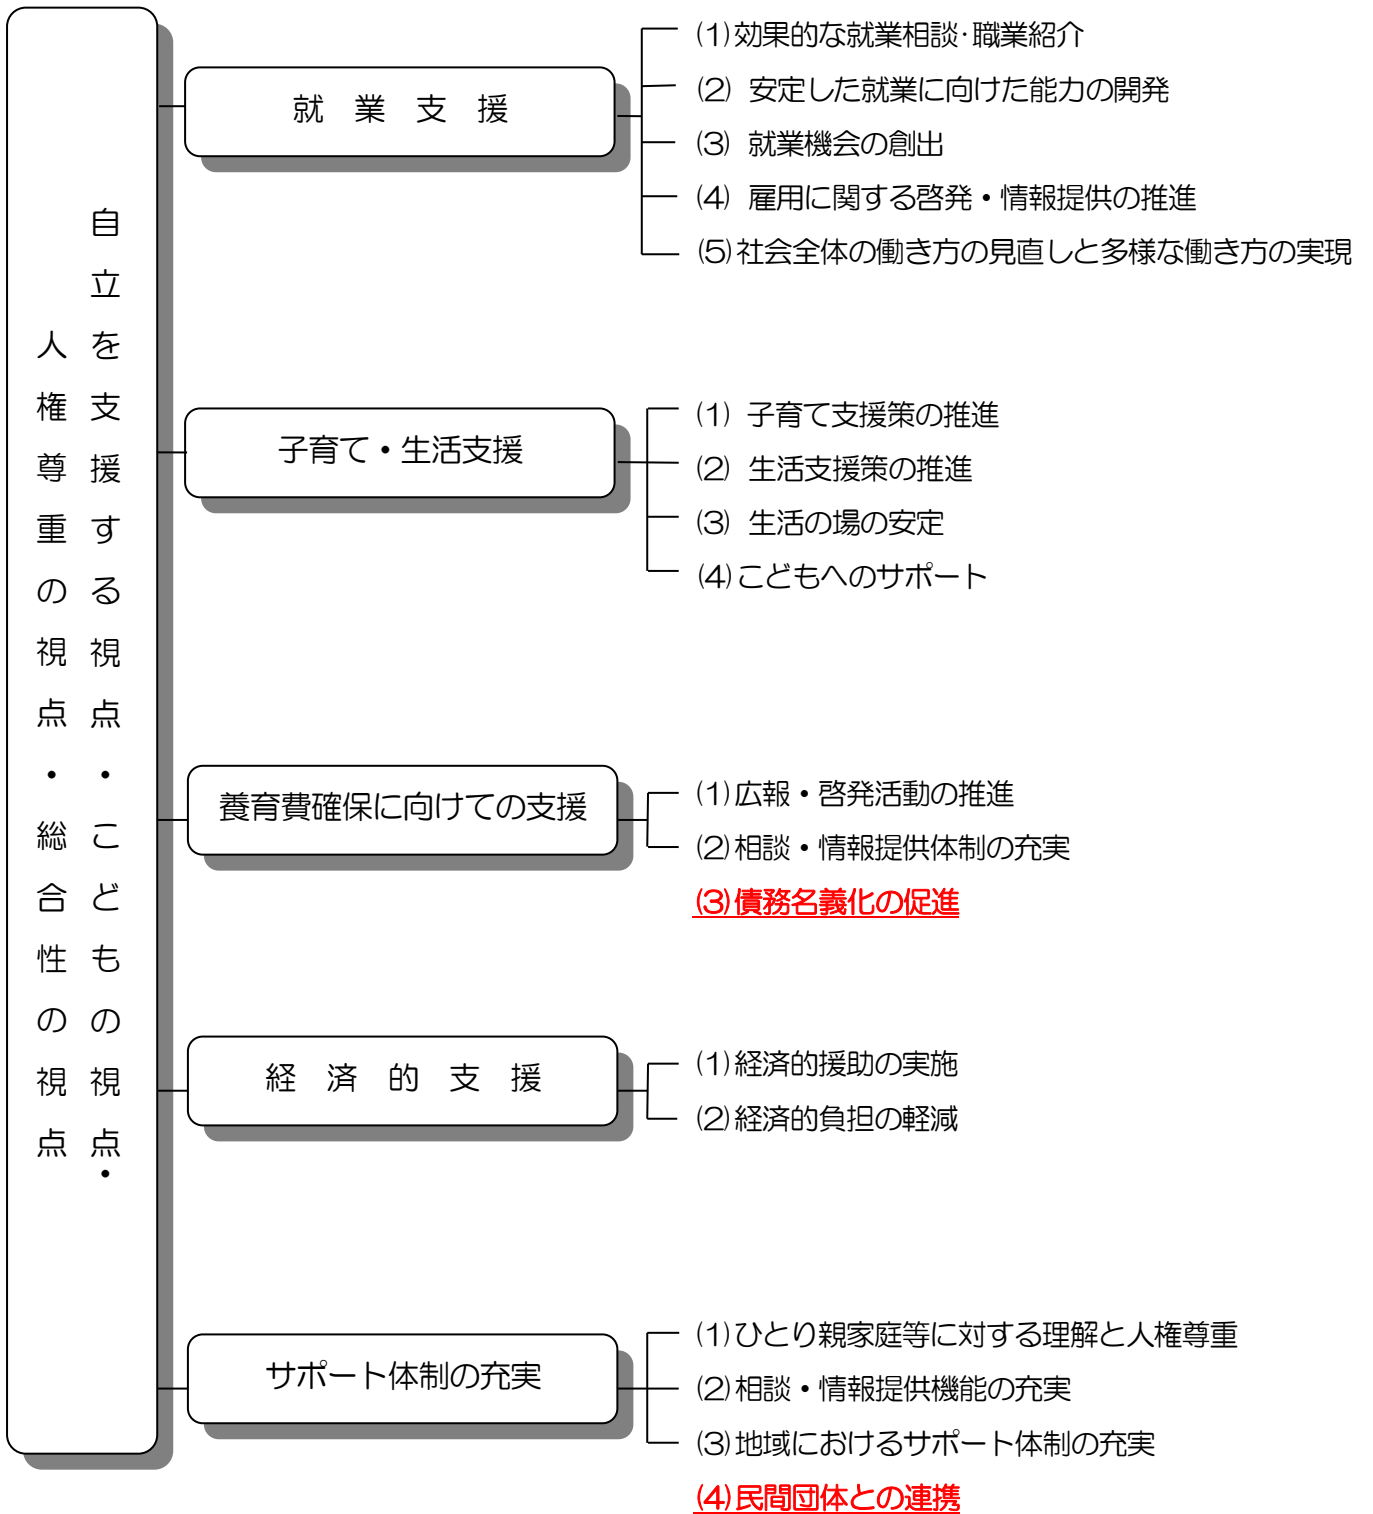 自立を支援する視点・こどもの視点・
人権尊重の視点・総合性の視点
就　業　支　援
(1)効果的な就業相談・職業紹介
(2) 安定した就業に向けた能力の開発
(3) 就業機会の創出
(4) 雇用に関する啓発・情報提供の推進
(5)社会全体の働き方の見直しと多様な働き方の実現
子育て・生活支援
(1) 子育て支援策の推進
(2) 生活支援策の推進
(3) 生活の場の安定
(4)こどもへのサポート
養育費確保に向けての支援
(1)広報・啓発活動の推進
(2)相談・情報提供体制の充実
(3)債務名義化の促進
経　済　的　支　援
(1)経済的援助の実施
(2)経済的負担の軽減
サポート体制の充実
(1)ひとり親家庭等に対する理解と人権尊重
(2)相談・情報提供機能の充実
(3)地域におけるサポート体制の充実
(4)民間団体との連携